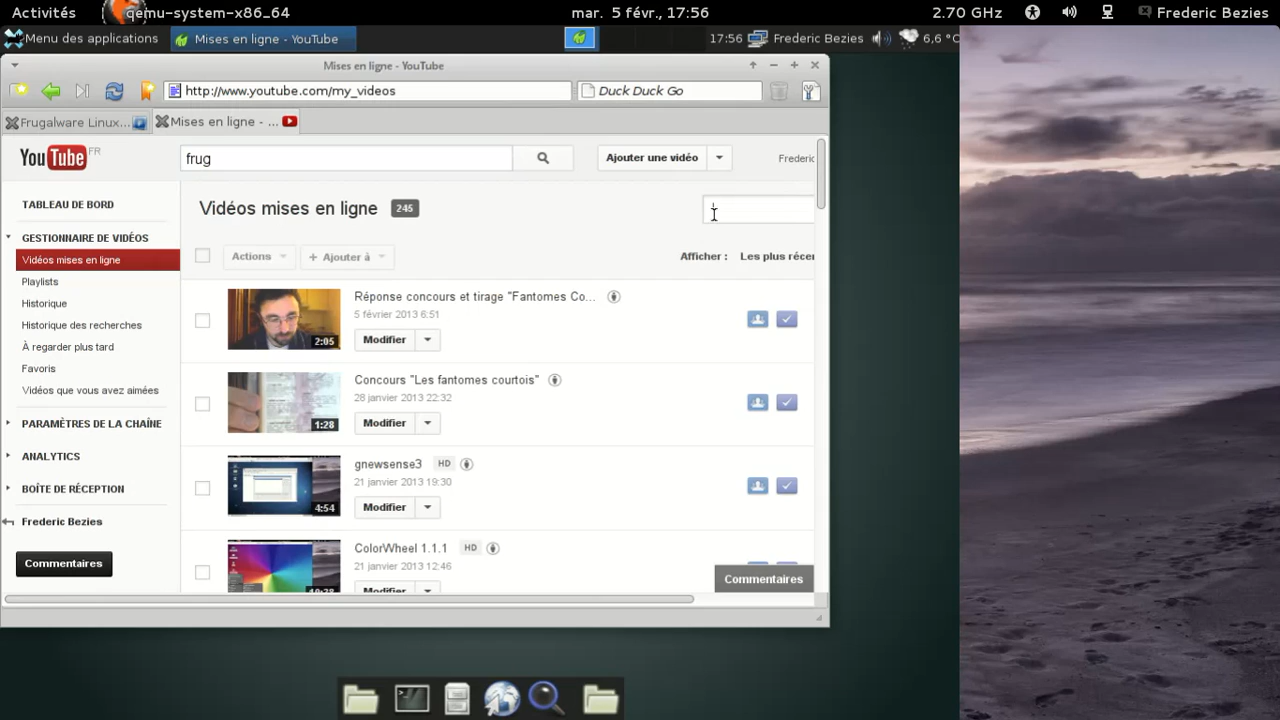 Activités qemu-system-x86_64 mar. 5 févr., 17:56 2.70 GHz Frederic Bezies
Menu des applications Mises en ligne - YouTube 17:56 Frederic Bezies 6,6 °C
Mises en ligne - YouTube
http://www.youtube.com/my_videos Duck Duck Go
Frugalware Linux... Mises en ligne - ...
YouTube FR frug Ajouter une vidéo Frederic
TABLEAU DE BORD
Vidéos mises en ligne 245
GESTIONNAIRE DE VIDÉOS
Vidéos mises en ligne
Actions + Ajouter à Afficher : Les plus récen
Playlists
Historique
Historique des recherches
À regarder plus tard
Favoris
Vidéos que vous avez aimées
PARAMÈTRES DE LA CHAÎNE
ANALYTICS
BOÎTE DE RÉCEPTION
Frederic Bezies
Commentaires
Réponse concours et tirage "Fantomes Co...
5 février 2013 6:51
2:05 Modifier
Concours "Les fantomes courtois"
28 janvier 2013 22:32
1:28 Modifier
gnewsense3 HD
21 janvier 2013 19:30
4:54 Modifier
ColorWheel 1.1.1 HD
21 janvier 2013 12:46
Modifier
Commentaires